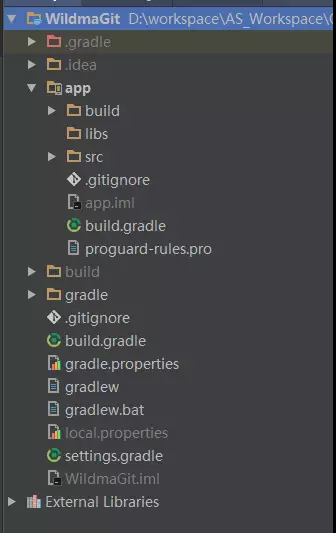 WildmaGit D:\workspace\AS_Workspace\
.gradle
.idea
app
build
libs
src
.gitignore
app.iml
build.gradle
proguard-rules.pro
build
gradle
.gitignore
build.gradle
gradle.properties
gradlew
gradlew.bat
local.properties
settings.gradle
WildmaGit.iml
External Libraries